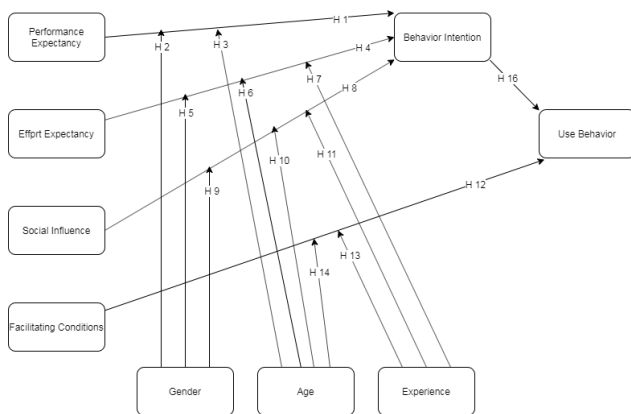 Performance
Expectancy
H 1
Behavior Intention
H 2
H 3
H 4
H 7
H 16
H 6
H 8
Effprt Expectancy
H 5
Use Behavior
H 11
H 10
H 9
H 12
Social Influence
H 13
H 14
Facilitating Conditions
Gender
Age
Experience